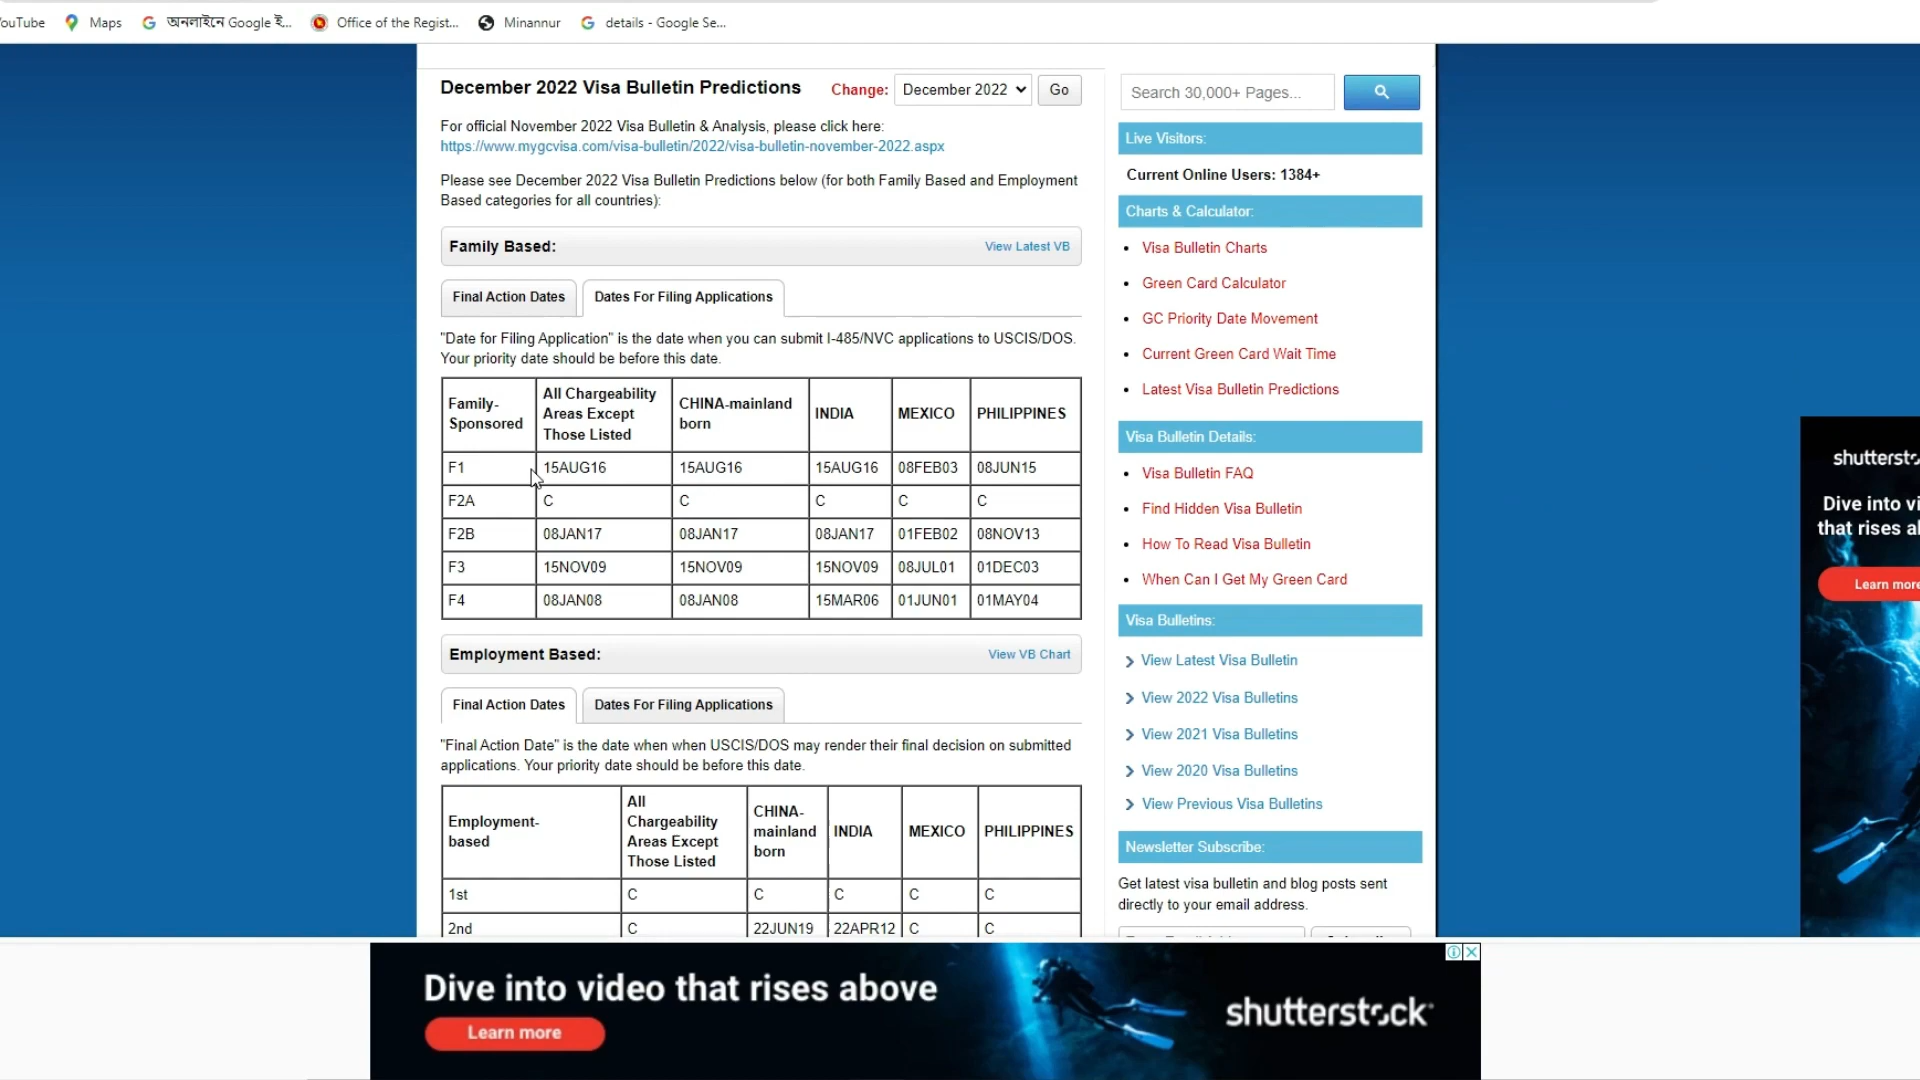 ouTube Maps অনলাইনে Google ই... Office of the Regist... Minannur details - Google Se...
December 2022 Visa Bulletin Predictions Change: December 2022 Go
For official November 2022 Visa Bulletin & Analysis, please click here:
https://www.mygcvisa.com/visa-bulletin/2022/visa-bulletin-november-2022.aspx
Please see December 2022 Visa Bulletin Predictions below (for both Family Based and Employment
Based categories for all countries):
Family Based: View Latest VB
Final Action Dates Dates For Filing Applications
"Date for Filing Application" is the date when you can submit I-485/NVC applications to USCIS/DOS.
Your priority date should be before this date.
Family-
Sponsored
All Chargeability
Areas Except
Those Listed
CHINA-mainland
born
INDIA
MEXICO
PHILIPPINES
F1 15AUG16 15AUG16 15AUG16 08FEB03 08JUN15
F2A C C C C C
F2B 08JAN17 08JAN17 08JAN17 01FEB02 08NOV13
F3 15NOV09 15NOV09 15NOV09 08JUL01 01DEC03
F4 08JAN08 08JAN08 15MAR06 01JUN01 01MAY04
Employment Based: View VB Chart
Final Action Dates Dates For Filing Applications
"Final Action Date" is the date when when USCIS/DOS may render their final decision on submitted
applications. Your priority date should be before this date.
Employment-
based
All
Chargeability
Areas Except
Those Listed
CHINA-
mainland
born
INDIA
MEXICO
PHILIPPINES
1st C C C C C
2nd C 22JUN19 22APR12 C C
Search 30,000+ Pages...
Live Visitors:
Current Online Users: 1384+
Charts & Calculator:
Visa Bulletin Charts
Green Card Calculator
GC Priority Date Movement
Current Green Card Wait Time
Latest Visa Bulletin Predictions
Visa Bulletin Details:
Visa Bulletin FAQ
Find Hidden Visa Bulletin
How To Read Visa Bulletin
When Can I Get My Green Card
Visa Bulletins:
View Latest Visa Bulletin
View 2022 Visa Bulletins
View 2021 Visa Bulletins
View 2020 Visa Bulletins
View Previous Visa Bulletins
Newsletter Subscribe:
Get latest visa bulletin and blog posts sent
directly to your email address.
shutterst
Dive into vi
that rises a
Learn more
Dive into video that rises above
Learn more
shutterstock